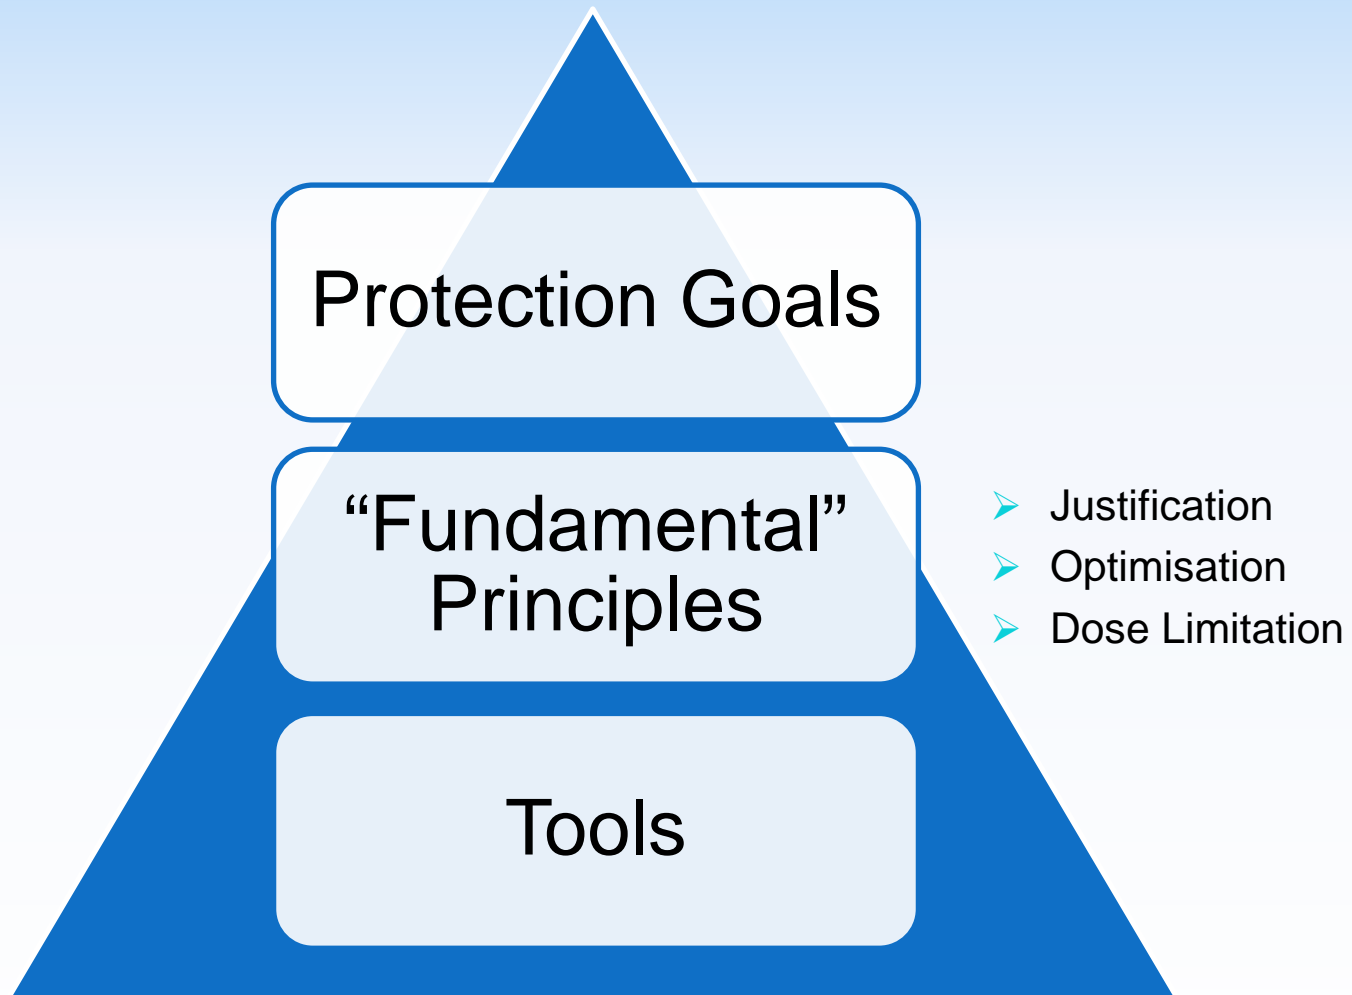 Protection Goals
“Fundamental”
Principles
Justification
Optimisation
Dose Limitation
Tools